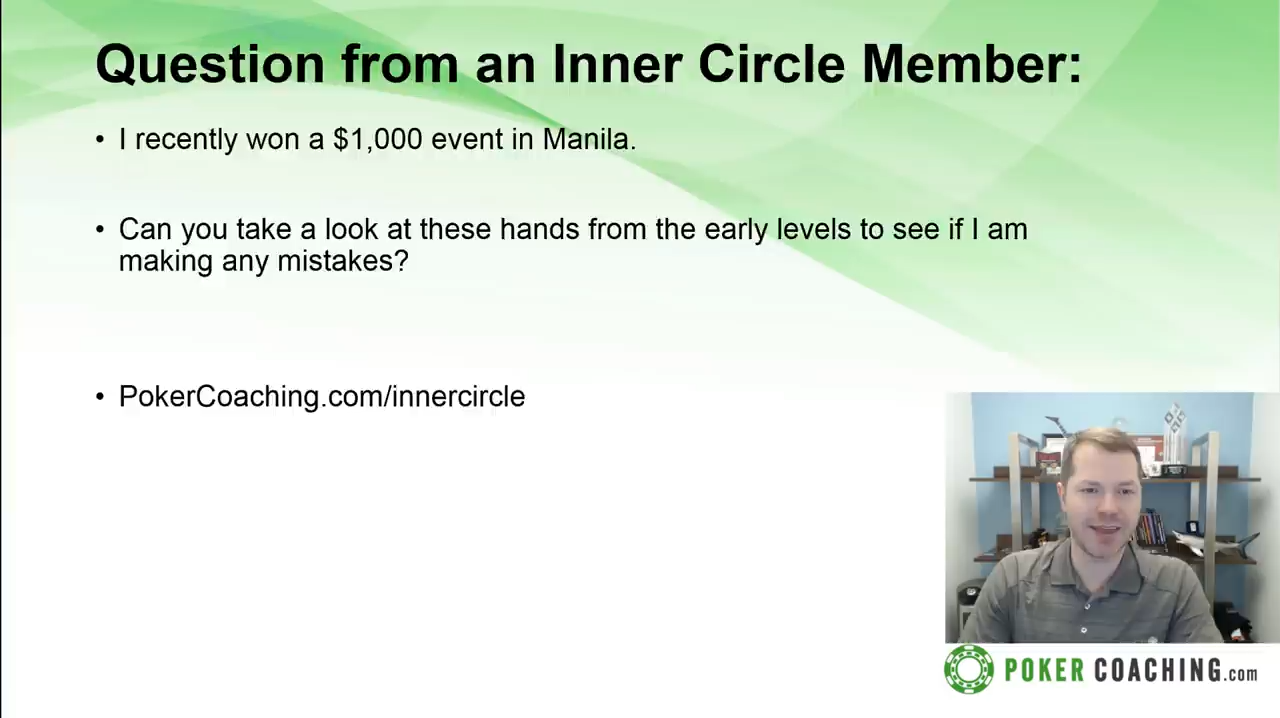 Question from an Inner Circle Member:
• I recently won a $1,000 event in Manila.
• Can you take a look at these hands from the early levels to see if I am
making any mistakes?
• PokerCoaching.com/innercircle
POKER COACHING.com